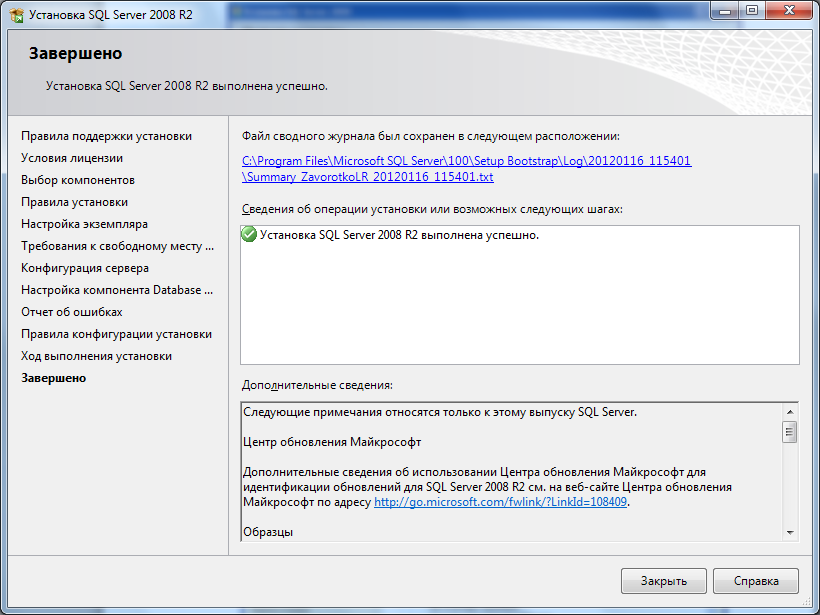 Установка SQL Server 2008 R2
Завершено
Установка SQL Server 2008 R2 выполнена успешно.
Правила поддержки установки
Условия лицензии
Выбор компонентов
Правила установки
Настройка экземпляра
Требования к свободному месту ...
Конфигурация сервера
Настройка компонента Database ...
Отчет об ошибках
Правила конфигурации установки
Ход выполнения установки
Завершено
Файл сводного журнала был сохранен в следующем расположении:
C:\Program Files\Microsoft SQL Server\100\Setup Bootstrap\Log\20120116_115401
\Summary_ZavorotkoLR_20120116_115401.txt
Сведения об операции установки или возможных следующих шагах:
Установка SQL Server 2008 R2 выполнена успешно.
Дополнительные сведения:
Следующие примечания относятся только к этому выпуску SQL Server.
Центр обновления Майкрософт
Дополнительные сведения об использовании Центра обновления Майкрософт для
идентификации обновлений для SQL Server 2008 R2 см. на веб-сайте Центра обновления
Майкрософт по адресу http://go.microsoft.com/fwlink/?LinkId=108409.
Образцы
Закрыть
Справка